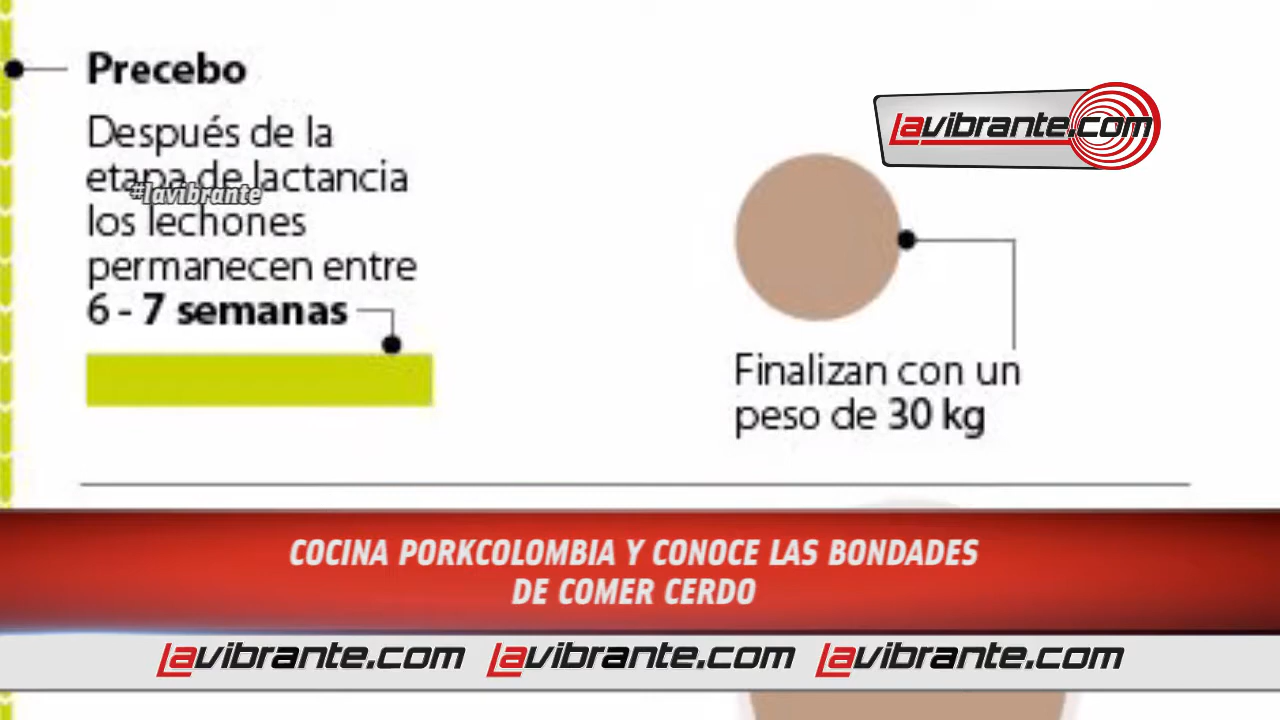 Precebo
Después de la
etapa de lactancia
#lavibrante
los lechones
permanecen entre
6 - 7 semanas
lavibrante.com
Finalizan con un
peso de 30 kg
COCINA PORKCOLOMBIA Y CONOCE LAS BONDADES
DE COMER CERDO
lavibrante.com lavibrante.com lavibrante.com